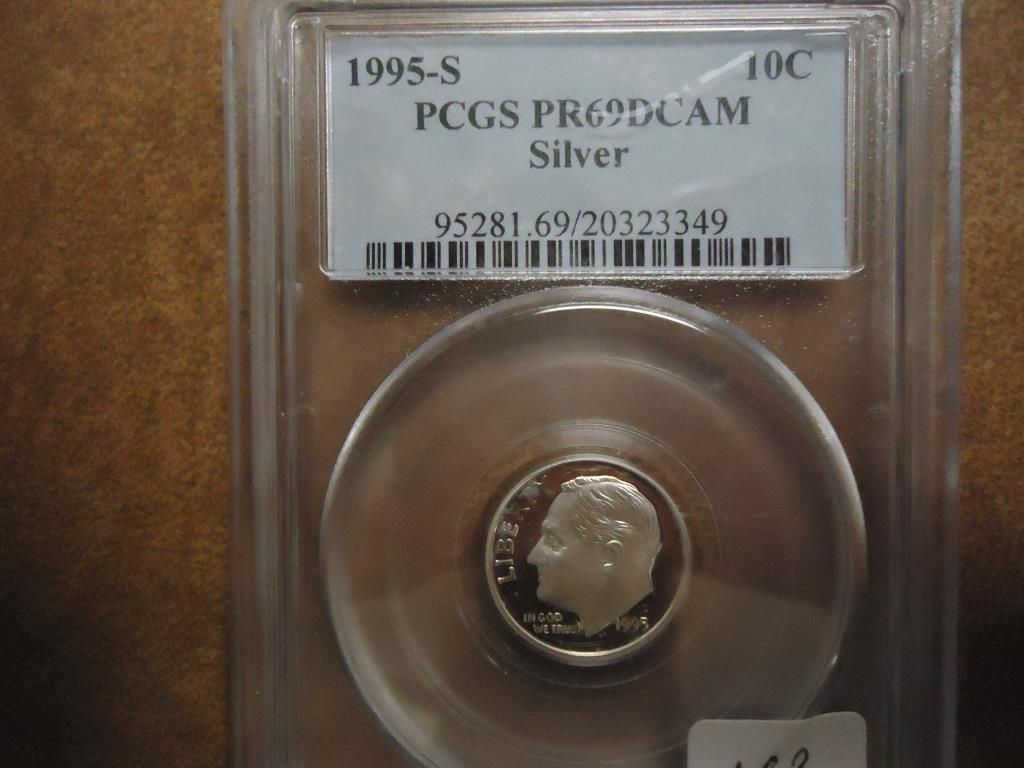 1995-S 10C
PCGS PR69DCAM
Silver
95281.69/20323349
LIBERTY
IN GOD
WE TRUST
1995